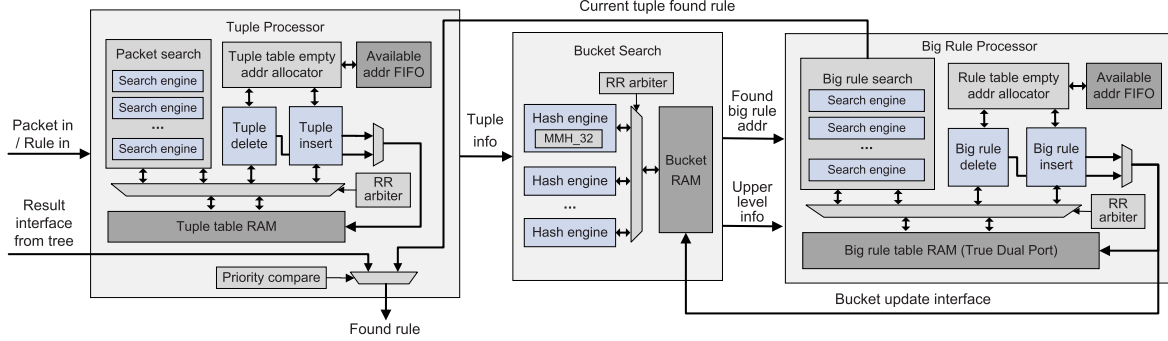 Current tuple found rule
Tuple Processor
Packet search
Search engine
Search engine
...
Search engine
Tuple table empty
addr allocator
Available
addr FIFO
Tuple
delete
Tuple
insert
RR
arbiter
Tuple table RAM
Packet in
/ Rule in
Result
interface
from tree
Priority compare
Found rule
Tuple
info
Bucket Search
RR arbiter
Hash engine
MMH_32
Hash engine
...
Hash engine
Bucket
RAM
Found
big rule
addr
Upper
level
info
Big Rule Processor
Big rule search
Search engine
Search engine
...
Search engine
Rule table empty
addr allocator
Available
addr FIFO
Big rule
delete
Big rule
insert
RR
arbiter
Big rule table RAM (True Dual Port)
Bucket update interface